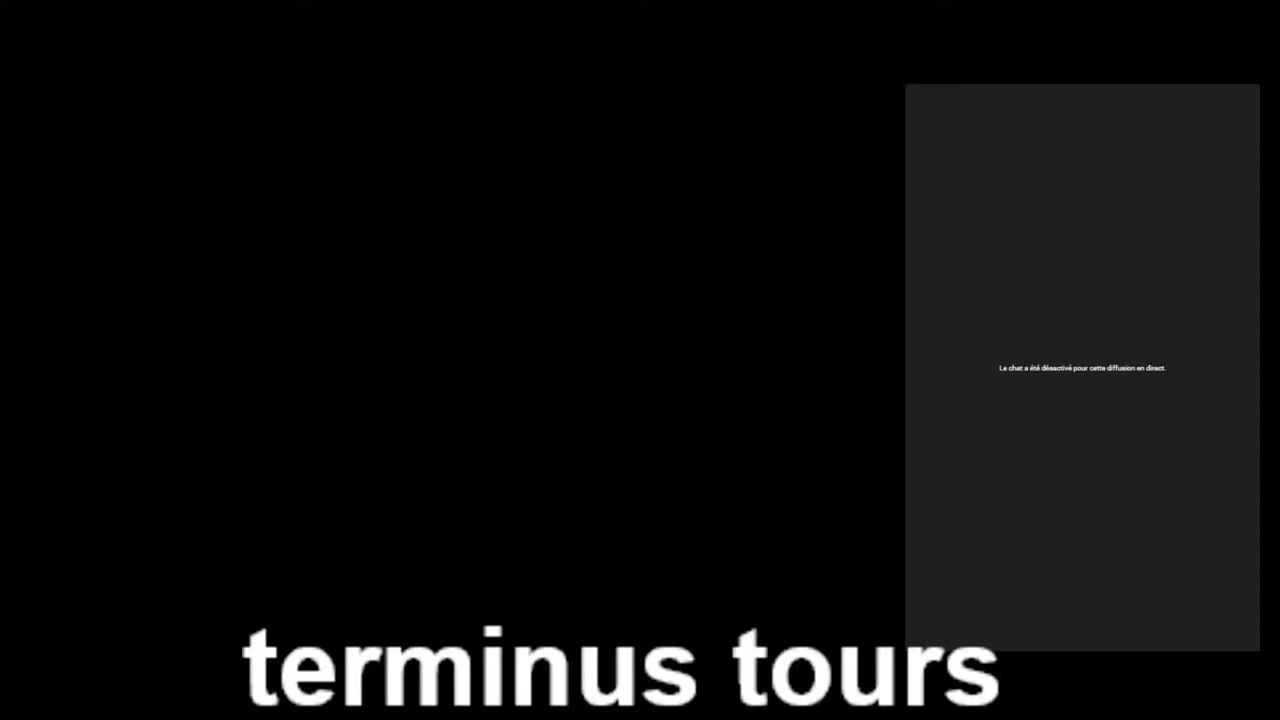 Le chat a été désactivé pour cette diffusion en direct.
terminus tours